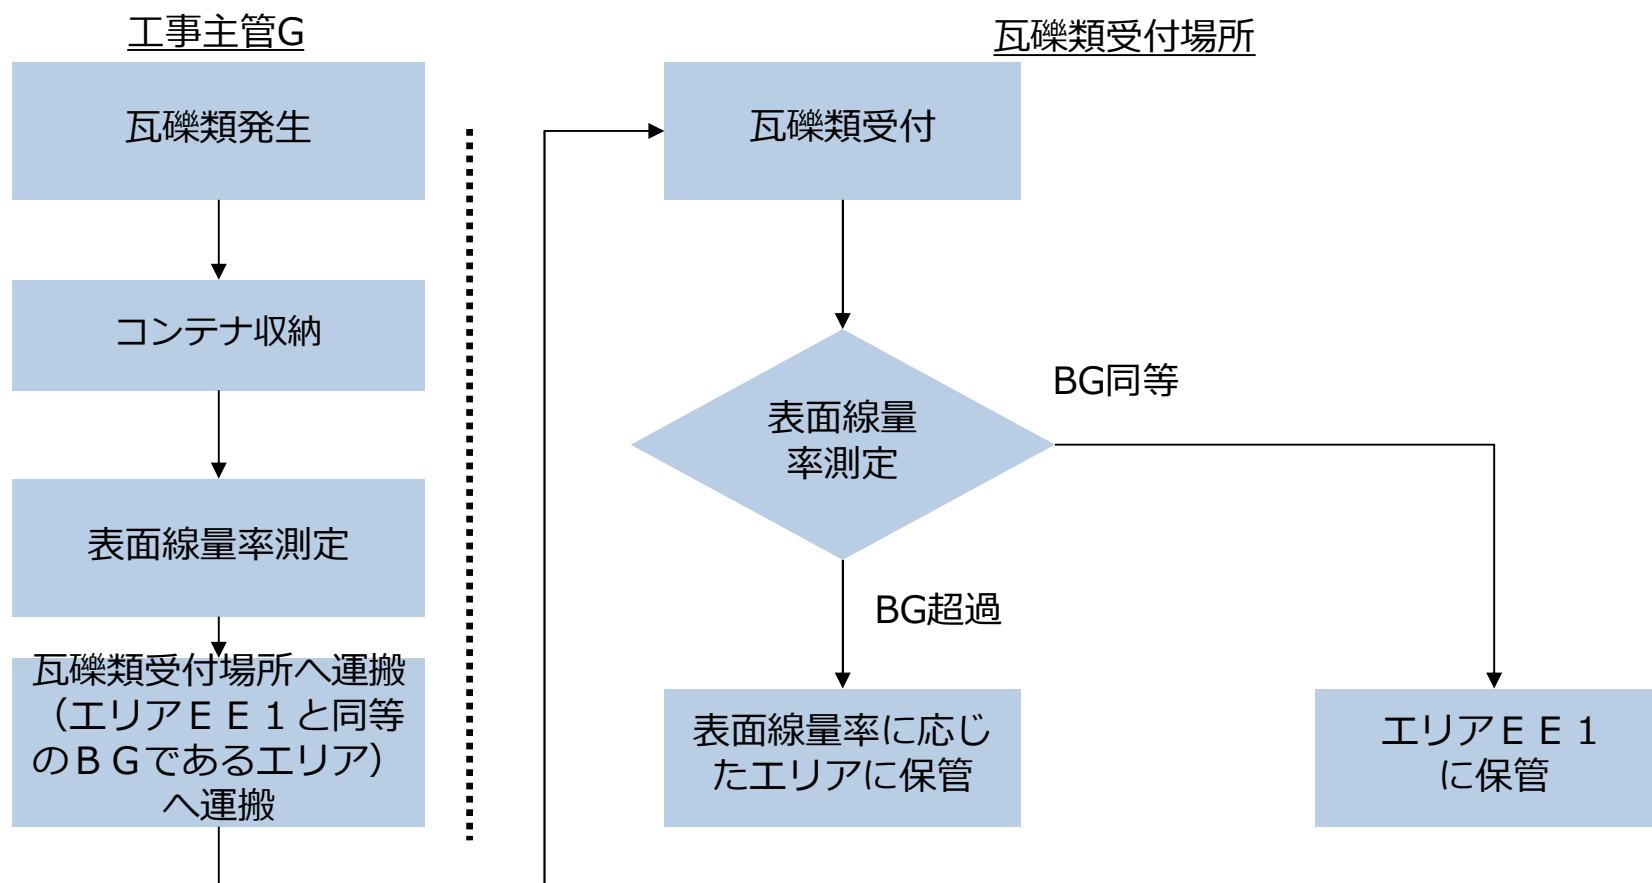 工事主管G
瓦礫類発生
コンテナ収納
表面線量率測定
瓦礫類受付場所へ運搬
（エリアＥＥ１と同等
のＢＧであるエリア）
へ運搬
瓦礫類受付場所
瓦礫類受付
表面線量
率測定
BG同等
BG超過
表面線量率に応じ
たエリアに保管
エリアＥＥ１
に保管